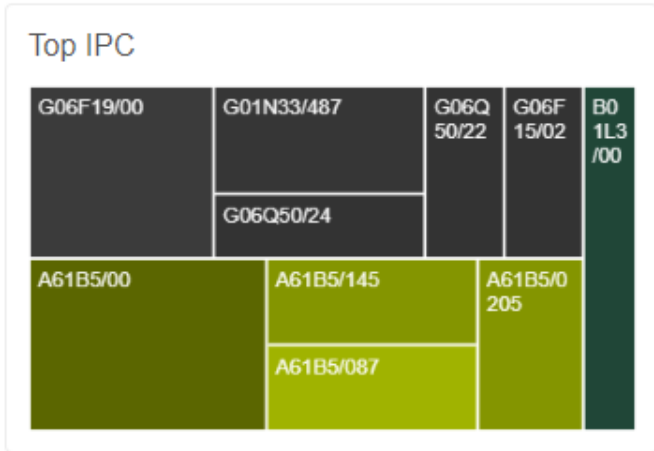 Top IPC
G06F19/00
G01N33/487
G06Q
50/22
G06F
15/02
B0
1L3
/00
G06Q50/24
A61B5/00
A61B5/145
A61B5/0
205
A61B5/087